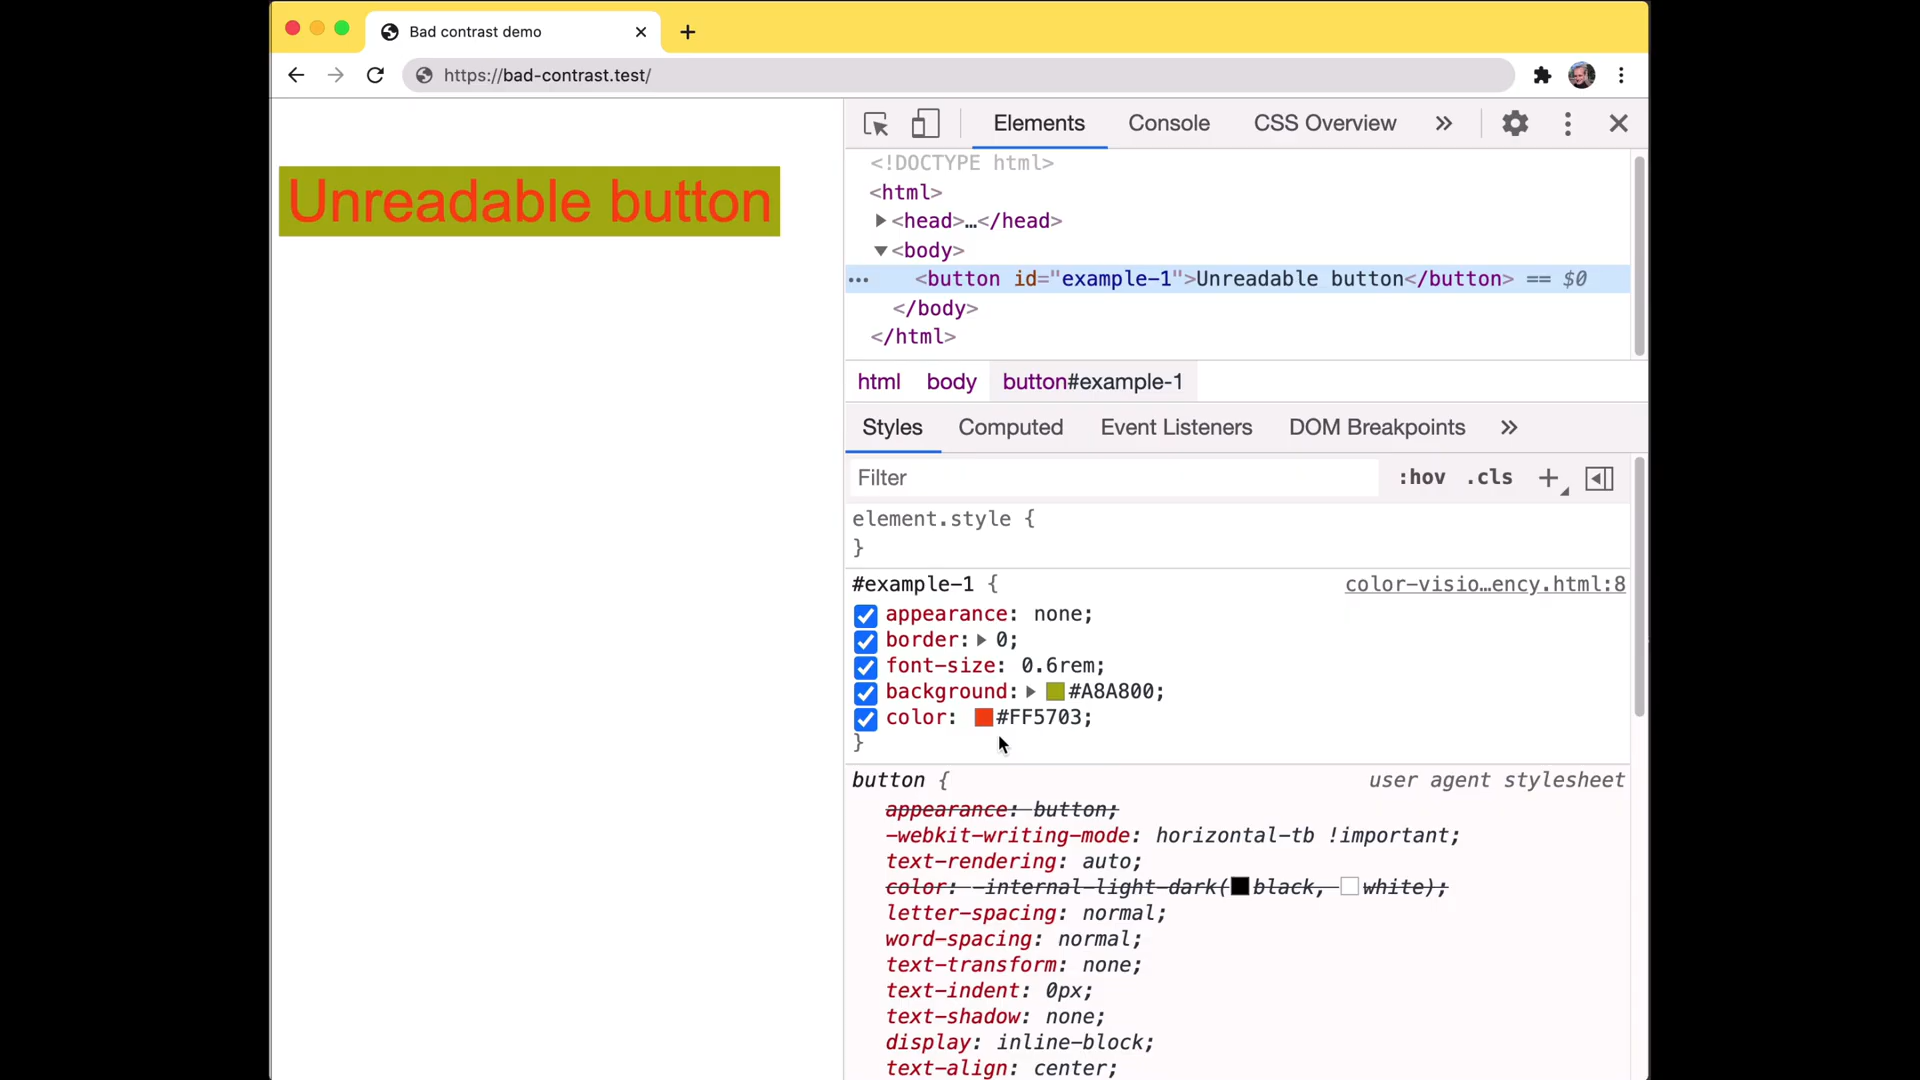 Bad contrast demo
https://bad-contrast.test/
Unreadable button
Elements Console CSS Overview »
<!DOCTYPE html>
<html>
<head>…</head>
<body>
<button id="example-1">Unreadable button</button> == $0
</body>
</html>
html body button#example-1
Styles Computed Event Listeners DOM Breakpoints »
Filter :hov .cls
element.style {
}
#example-1 { color-visio…ency.html:8
appearance: none;
border: 0;
font-size: 0.6rem;
background: #A8A800;
color: #FF5703;
}
button { user agent stylesheet
appearance: button;
-webkit-writing-mode: horizontal-tb !important;
text-rendering: auto;
color: -internal-light-dark(black, white);
letter-spacing: normal;
word-spacing: normal;
text-transform: none;
text-indent: 0px;
text-shadow: none;
display: inline-block;
text-align: center;